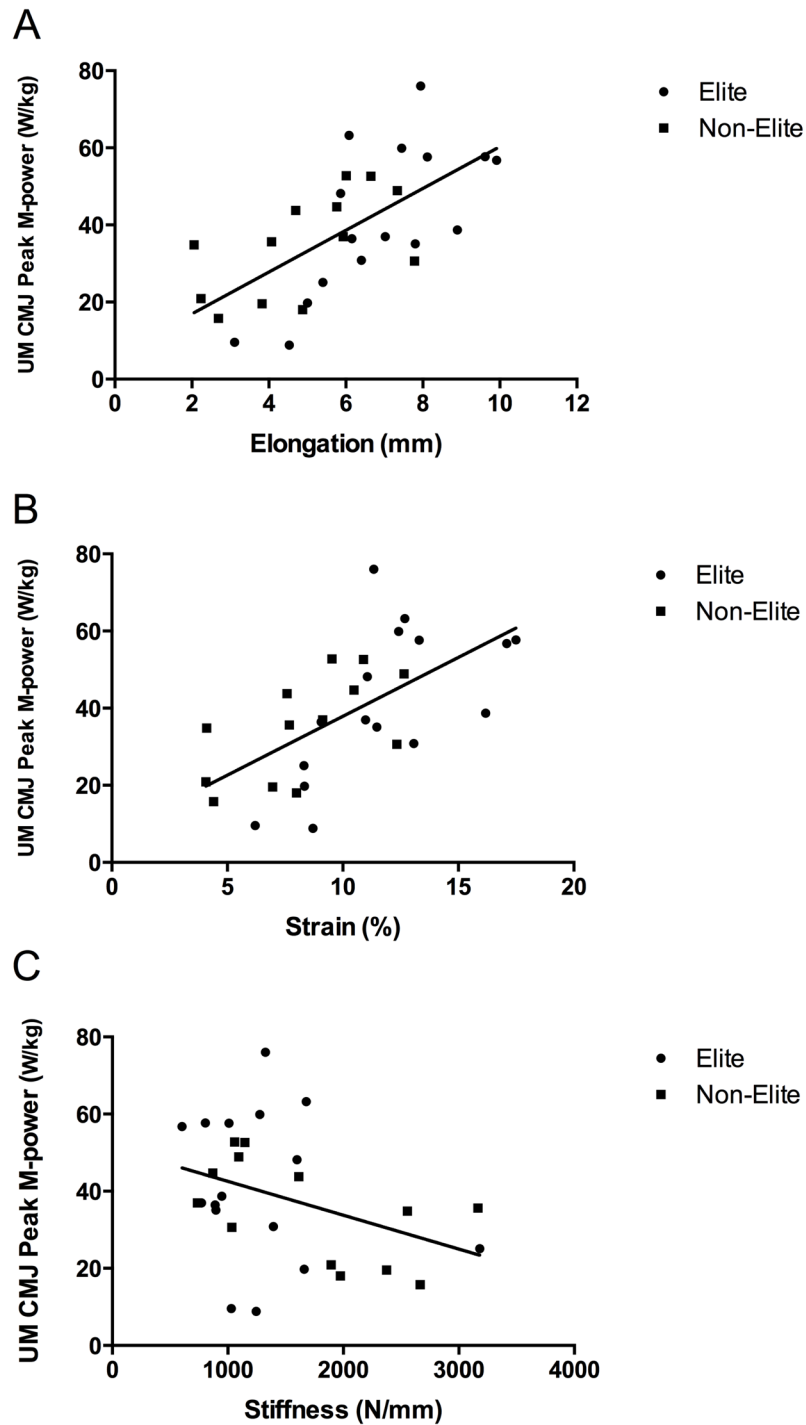 A
UM CMJ Peak M-power (W/kg)
80
60
40
20
0
0 2 4 6 8 10 12
Elongation (mm)
Elite
Non-Elite
B
UM CMJ Peak M-power (W/kg)
80
60
40
20
0
0 5 10 15 20
Strain (%)
Elite
Non-Elite
C
UM CMJ Peak M-power (W/kg)
80
60
40
20
0
0 1000 2000 3000 4000
Stiffness (N/mm)
Elite
Non-Elite